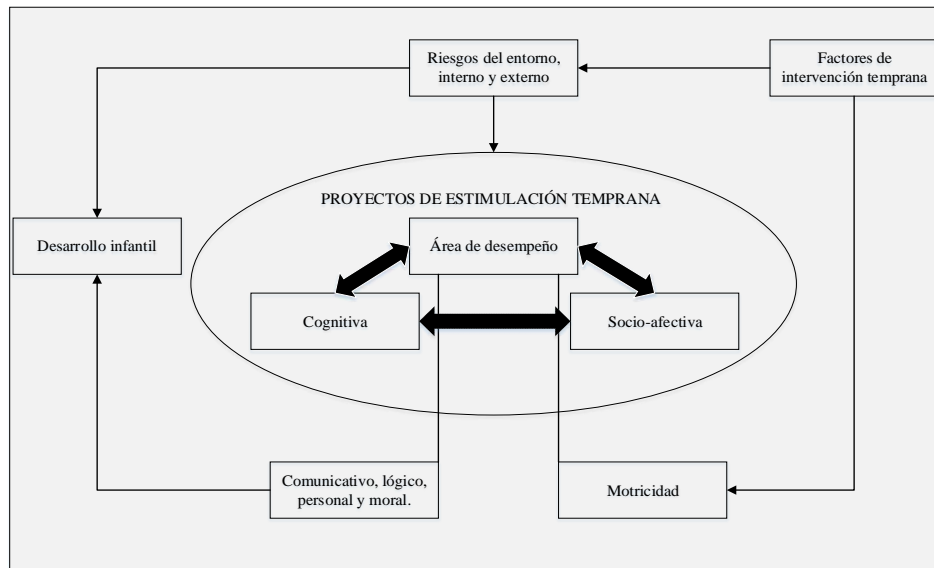 Riesgos del entorno,
interno y externo
Factores de
intervención temprana
PROYECTOS DE ESTIMULACIÓN TEMPRANA
Desarrollo infantil
Área de desempeño
Cognitiva
Socio-afectiva
Comunicativo, lógico,
personal y moral.
Motricidad